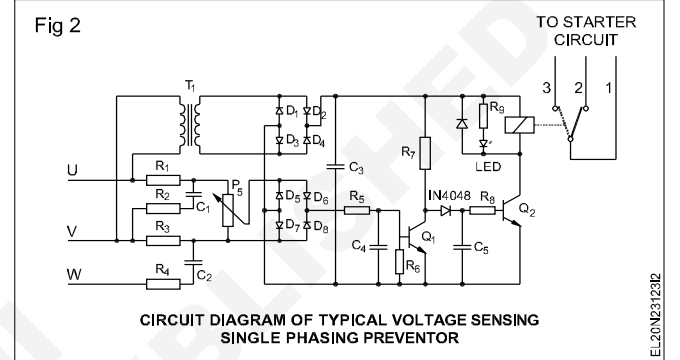 Fig 2
TO STARTER
CIRCUIT
3 2 1
T1
D1 D2
D3 D4
R9
R7
C3
LED
U
R1
P5
R2
C1
D5 D6
R5
IN4048
R8
Q2
V
R3
D7 D8
Q1
C4
R6
C5
W
R4
C2
CIRCUIT DIAGRAM OF TYPICAL VOLTAGE SENSING
SINGLE PHASING PREVENTOR
EL20N23123I2